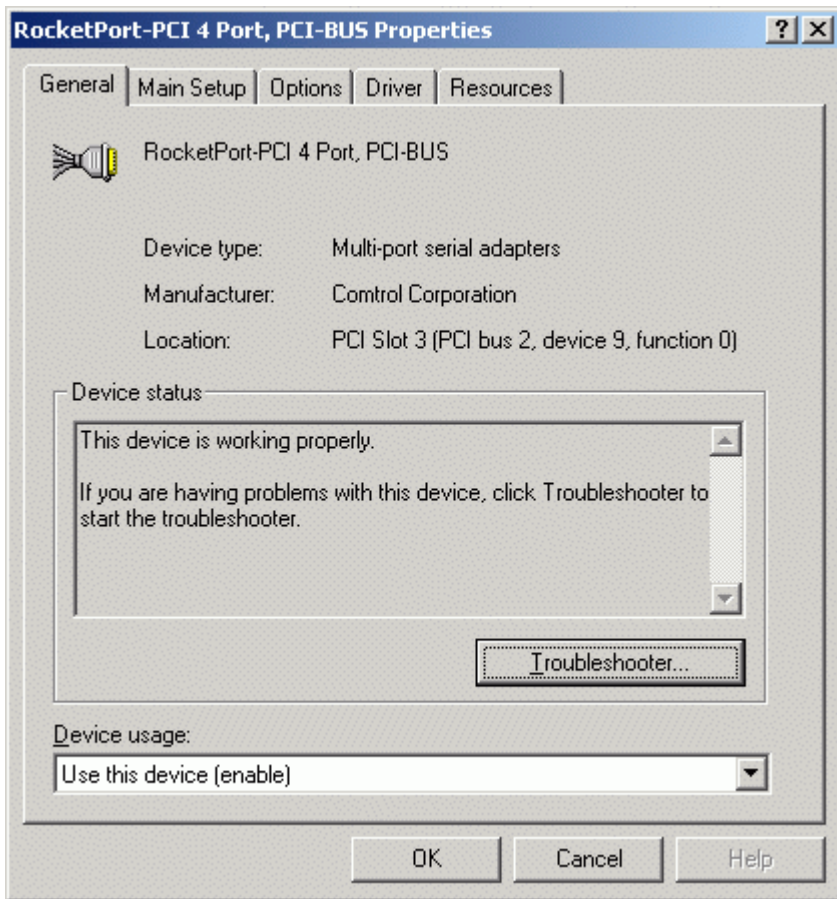 RocketPort-PCI 4 Port, PCI-BUS Properties
General Main Setup Options Driver Resources
RocketPort-PCI 4 Port, PCI-BUS
Device type: Multi-port serial adapters
Manufacturer: Comtrol Corporation
Location: PCI Slot 3 (PCI bus 2, device 9, function 0)
Device status
This device is working properly.
If you are having problems with this device, click Troubleshooter to
start the troubleshooter.
Troubleshooter...
Device usage:
Use this device (enable)
OK Cancel Help